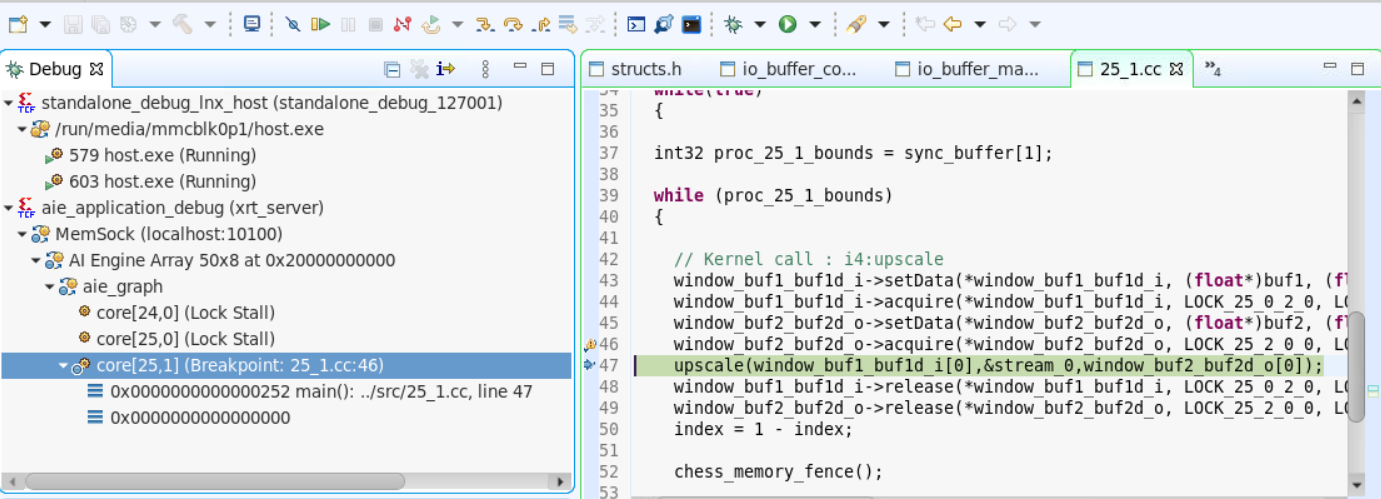 Debug
structs.h
io_buffer_co...
io_buffer_ma...
25_1.cc
»4
standalone_debug_lnx_host (standalone_debug_127001)
/run/media/mmcblk0p1/host.exe
579 host.exe (Running)
603 host.exe (Running)
aie_application_debug (xrt_server)
MemSock (localhost:10100)
AI Engine Array 50x8 at 0x20000000000
aie_graph
core[24,0] (Lock Stall)
core[25,0] (Lock Stall)
core[25,1] (Breakpoint: 25_1.cc:46)
0x0000000000000252 main(): ../src/25_1.cc, line 47
0x0000000000000000
TCF
TCF
34 while(true)
35 {
36
37 int32 proc_25_1_bounds = sync_buffer[1];
38
39 while (proc_25_1_bounds)
40 {
41
42 // Kernel call : i4:upscale
43 window_buf1_buf1d_i->setData(*window_buf1_buf1d_i, (float*)buf1, (fl
44 window_buf1_buf1d_i->acquire(*window_buf1_buf1d_i, LOCK_25_0_2_0, LO
45 window_buf2_buf2d_o->setData(*window_buf2_buf2d_o, (float*)buf2, (fl
46 window_buf2_buf2d_o->acquire(*window_buf2_buf2d_o, LOCK_25_2_0_0, LO
47 upscale(window_buf1_buf1d_i[0],&stream_0,window_buf2_buf2d_o[0]);
48 window_buf1_buf1d_i->release(*window_buf1_buf1d_i, LOCK_25_0_2_0, LO
49 window_buf2_buf2d_o->release(*window_buf2_buf2d_o, LOCK_25_2_0_0, LO
50 index = 1 - index;
51
52 chess_memory_fence();
53